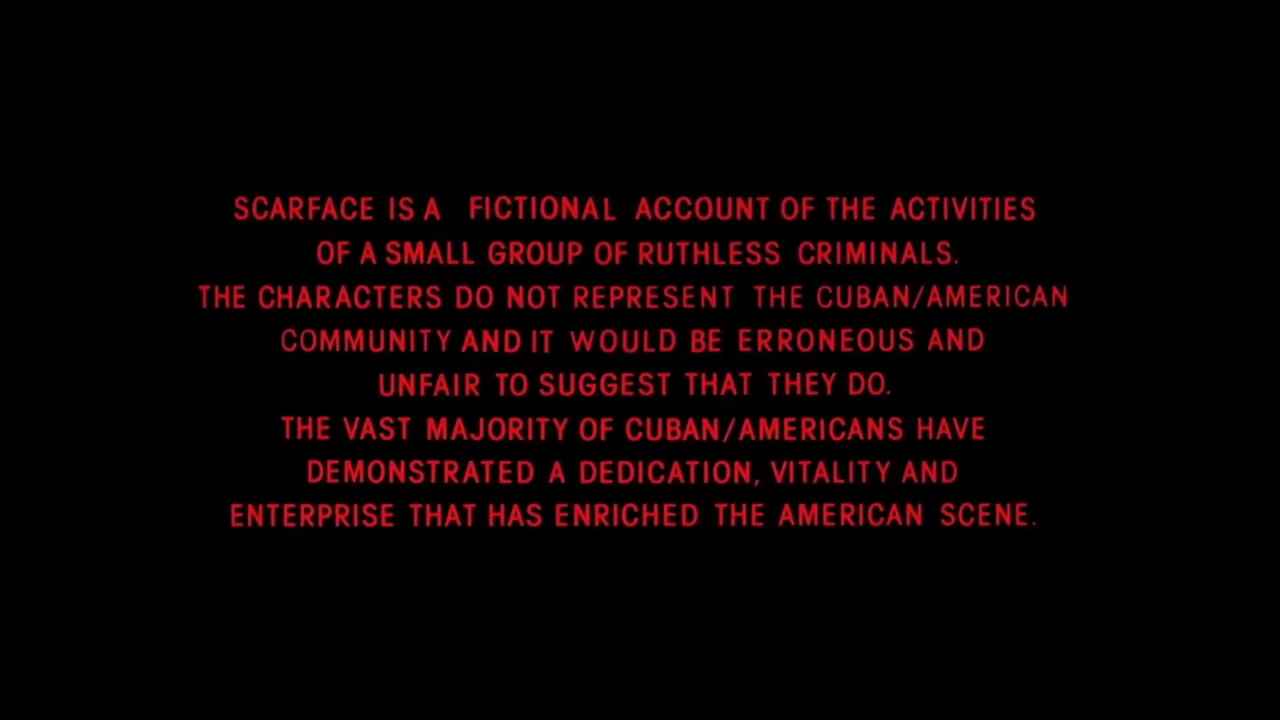 SCARFACE IS A FICTIONAL ACCOUNT OF THE ACTIVITIES
OF A SMALL GROUP OF RUTHLESS CRIMINALS.
THE CHARACTERS DO NOT REPRESENT THE CUBAN/AMERICAN
COMMUNITY AND IT WOULD BE ERRONEOUS AND
UNFAIR TO SUGGEST THAT THEY DO.
THE VAST MAJORITY OF CUBAN/AMERICANS HAVE
DEMONSTRATED A DEDICATION, VITALITY AND
ENTERPRISE THAT HAS ENRICHED THE AMERICAN SCENE.